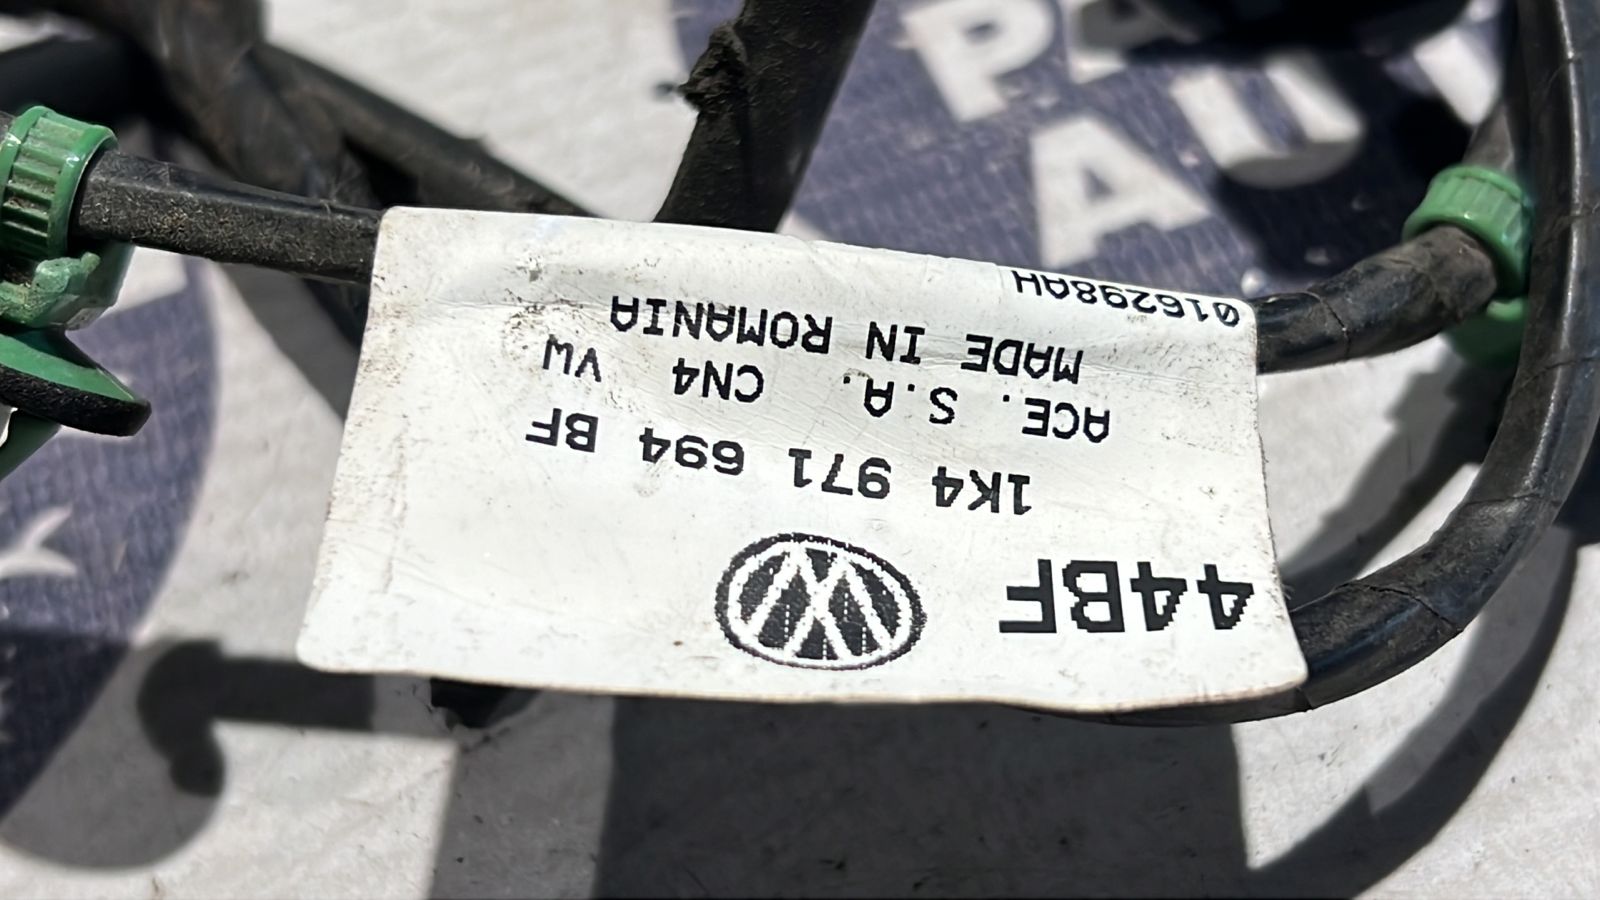 44BF
1K4 971 694 BF
ACE. S.A. CN4 VW
MADE IN ROMANIA
016298AH